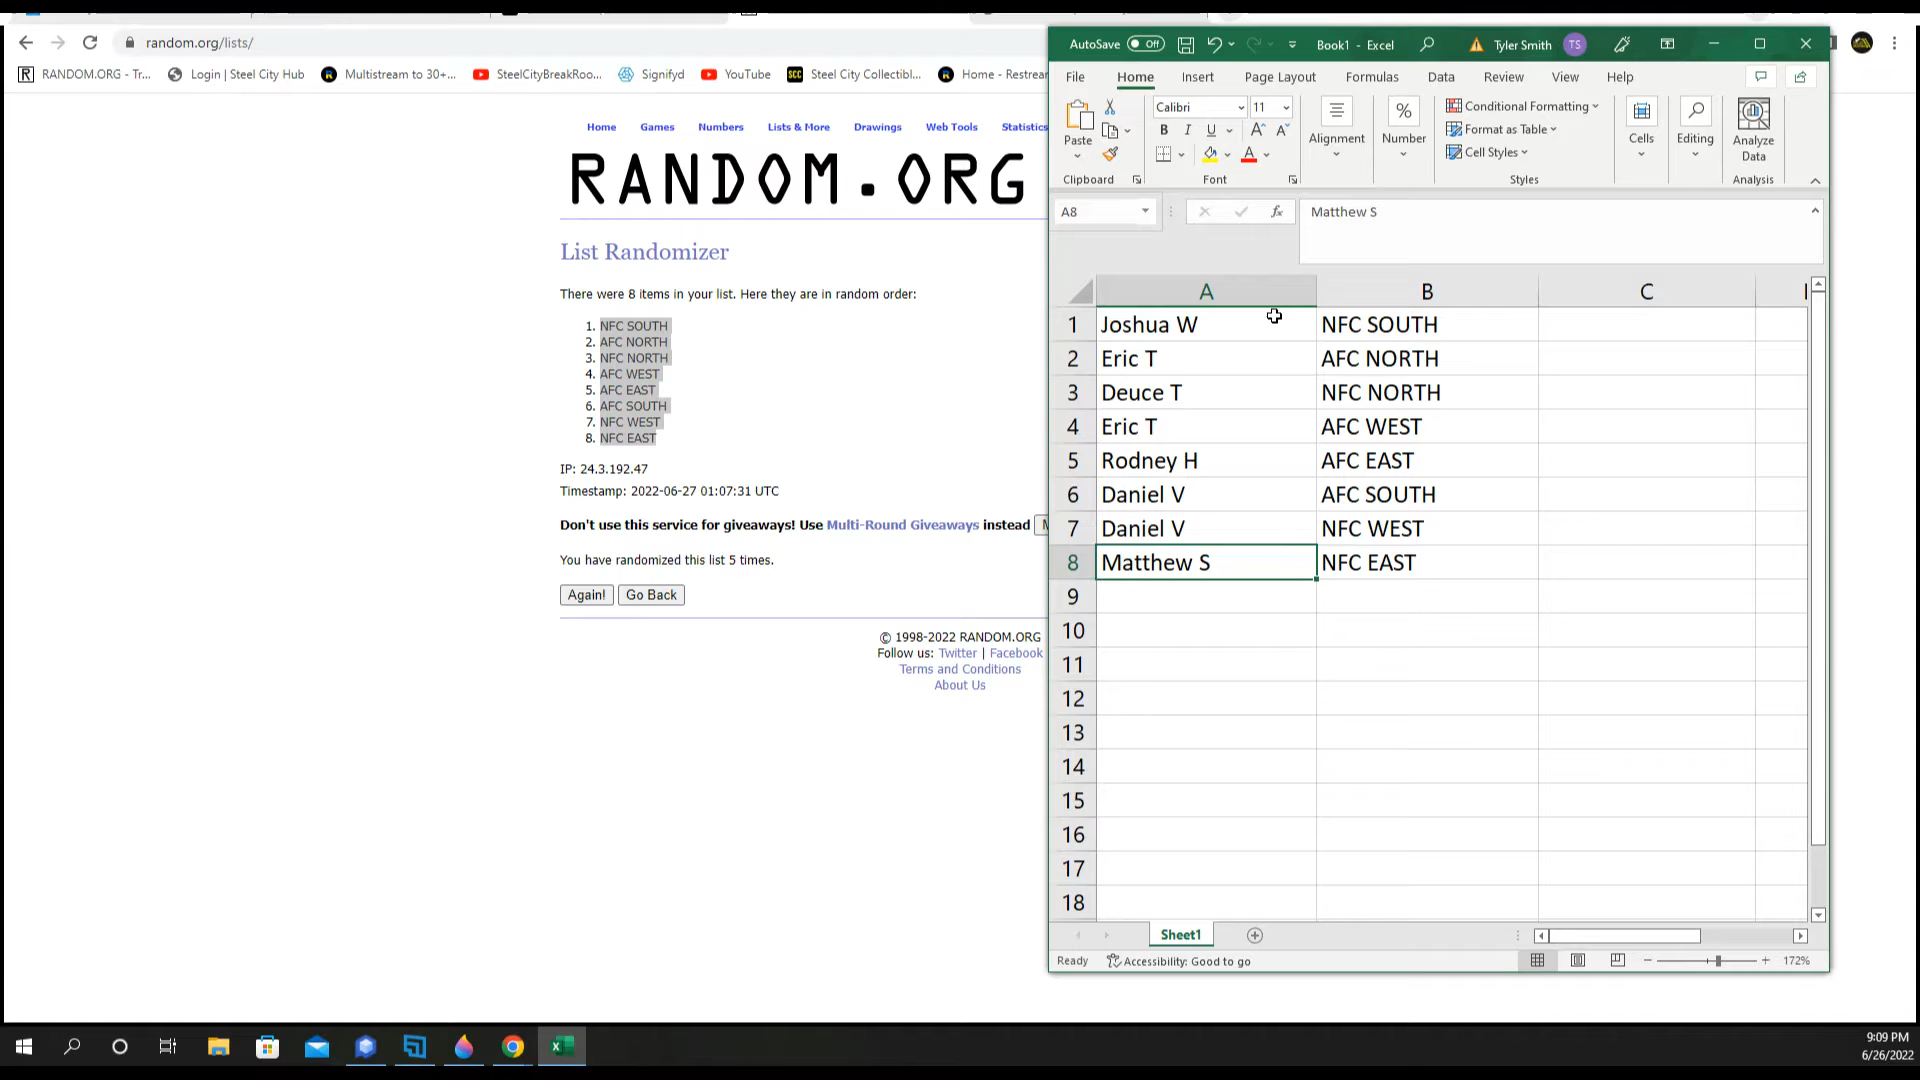 random.org/lists/
RANDOM.ORG - Tr...
Login | Steel City Hub
Multistream to 30+...
SteelCityBreakRoo...
Signifyd
YouTube
SCC
Steel City Collectibl...
Home - Restrea
Home Games Numbers Lists & More Drawings Web Tools Statistics
RANDOM.ORG
List Randomizer
There were 8 items in your list. Here they are in random order:
1. NFC SOUTH
2. AFC NORTH
3. NFC NORTH
4. AFC WEST
5. AFC EAST
6. AFC SOUTH
7. NFC WEST
8. NFC EAST
IP: 24.3.192.47
Timestamp: 2022-06-27 01:07:31 UTC
Don't use this service for giveaways! Use Multi-Round Giveaways instead
You have randomized this list 5 times.
Again! Go Back
© 1998-2022 RANDOM.ORG
Follow us: Twitter | Facebook
Terms and Conditions
About Us
AutoSave Off Book1 - Excel Tyler Smith TS
File Home Insert Page Layout Formulas Data Review View Help
Paste
Clipboard
Calibri 11
B I U
Font
Alignment
%
Number
Conditional Formatting
Format as Table
Cell Styles
Styles
Cells
Editing
Analyze
Data
Analysis
A8 fx Matthew S
A B C
1 Joshua W NFC SOUTH
2 Eric T AFC NORTH
3 Deuce T NFC NORTH
4 Eric T AFC WEST
5 Rodney H AFC EAST
6 Daniel V AFC SOUTH
7 Daniel V NFC WEST
8 Matthew S NFC EAST
9
10
11
12
13
14
15
16
17
18
Sheet1
Ready Accessibility: Good to go 172%
9:09 PM
6/26/2022